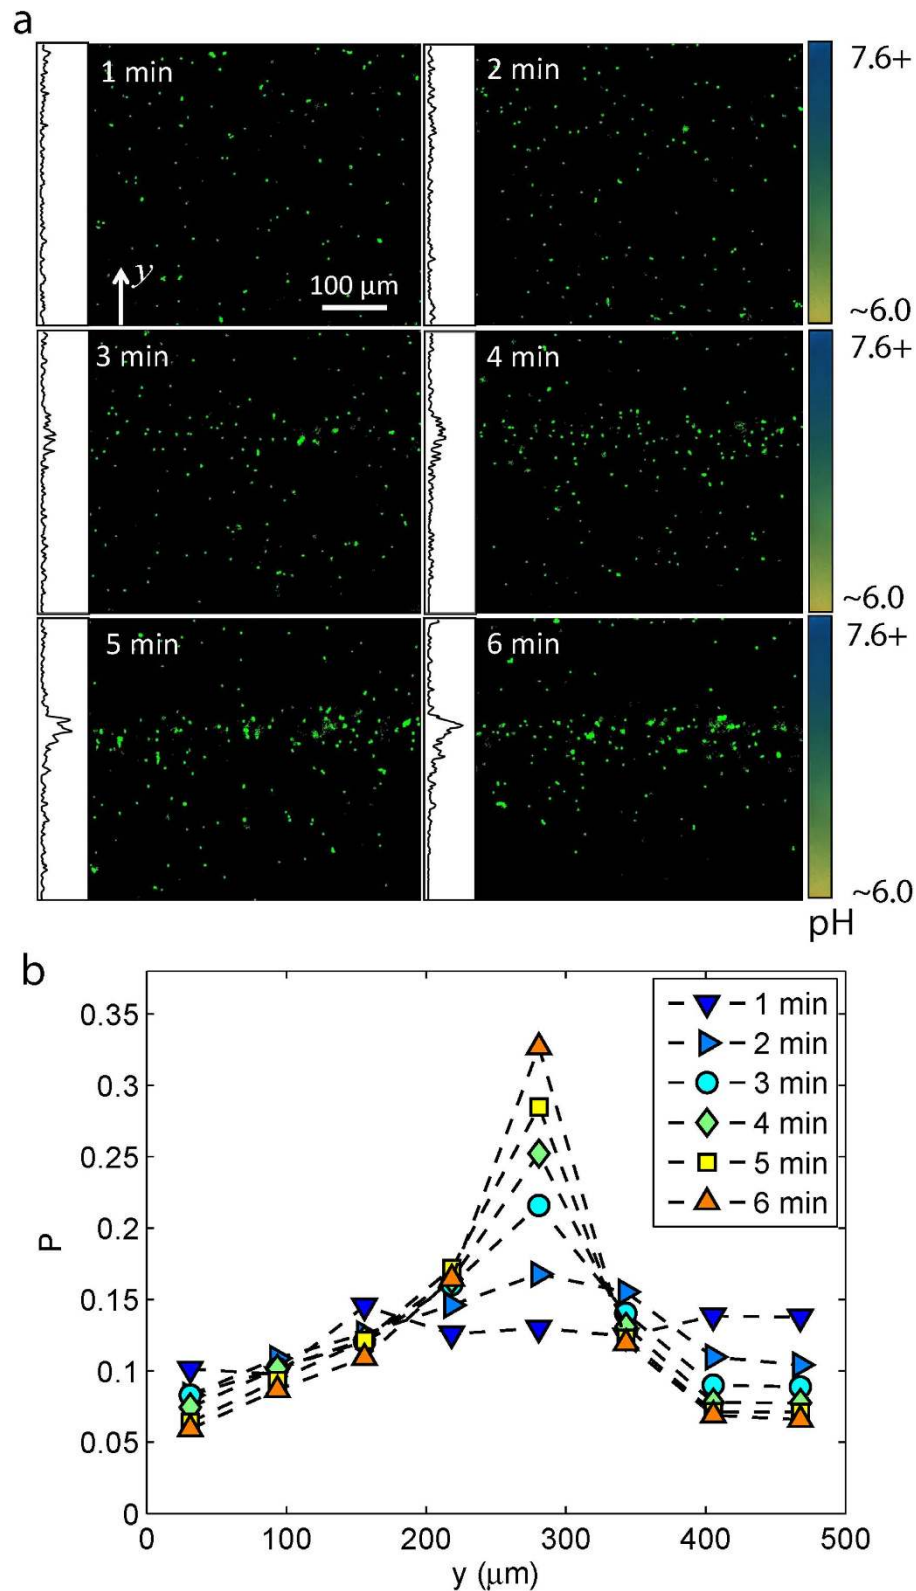 a
1 min
2 min
7.6+
y
100 µm
~6.0
3 min
4 min
7.6+
~6.0
5 min
6 min
7.6+
~6.0
pH
b
0.35
0.3
0.25
0.2
0.15
0.1
0.05
0
P
0 100 200 300 400 500
y (µm)
1 min
2 min
3 min
4 min
5 min
6 min